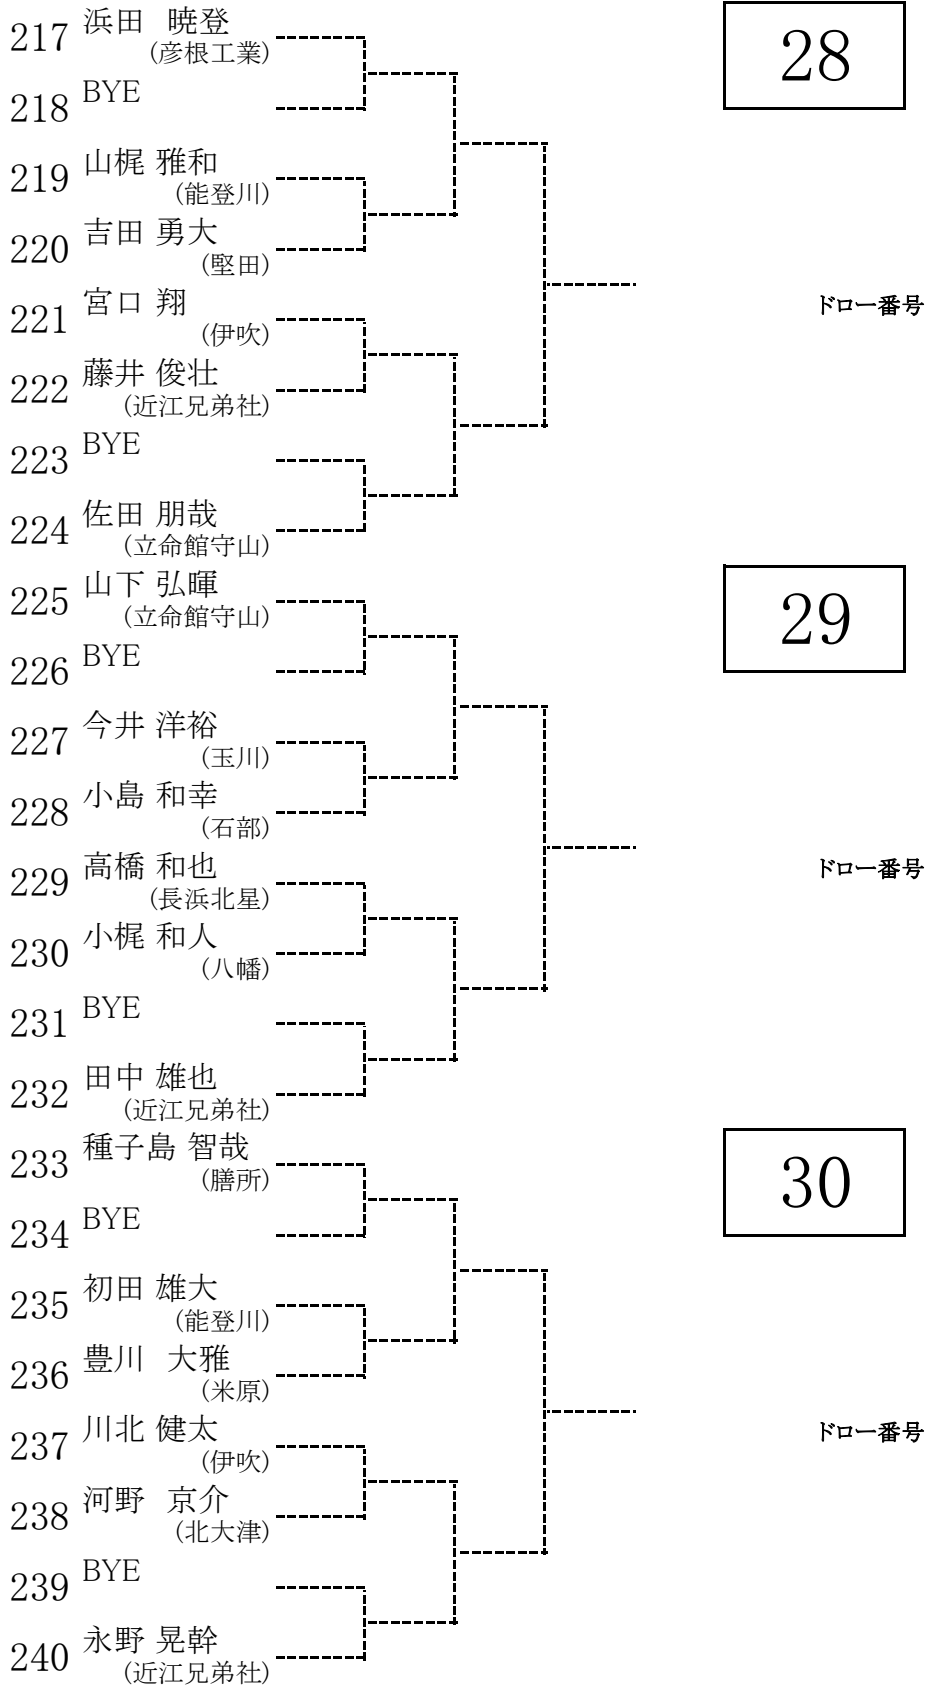 217 浜田 暁登
(彦根工業)
28
218 BYE
219 山梶 雅和
(能登川)
220 吉田 勇大
(堅田)
221 宮口 翔
(伊吹)
ドロー番号
222 藤井 俊壮
(近江兄弟社)
223 BYE
224 佐田 朋哉
(立命館守山)
225 山下 弘暉
(立命館守山)
29
226 BYE
227 今井 洋裕
(玉川)
228 小島 和幸
(石部)
229 高橋 和也
(長浜北星)
ドロー番号
230 小梶 和人
(八幡)
231 BYE
232 田中 雄也
(近江兄弟社)
233 種子島 智哉
(膳所)
30
234 BYE
235 初田 雄大
(能登川)
236 豊川 大雅
(米原)
237 川北 健太
(伊吹)
ドロー番号
238 河野 京介
(北大津)
239 BYE
240 永野 晃幹
(近江兄弟社)